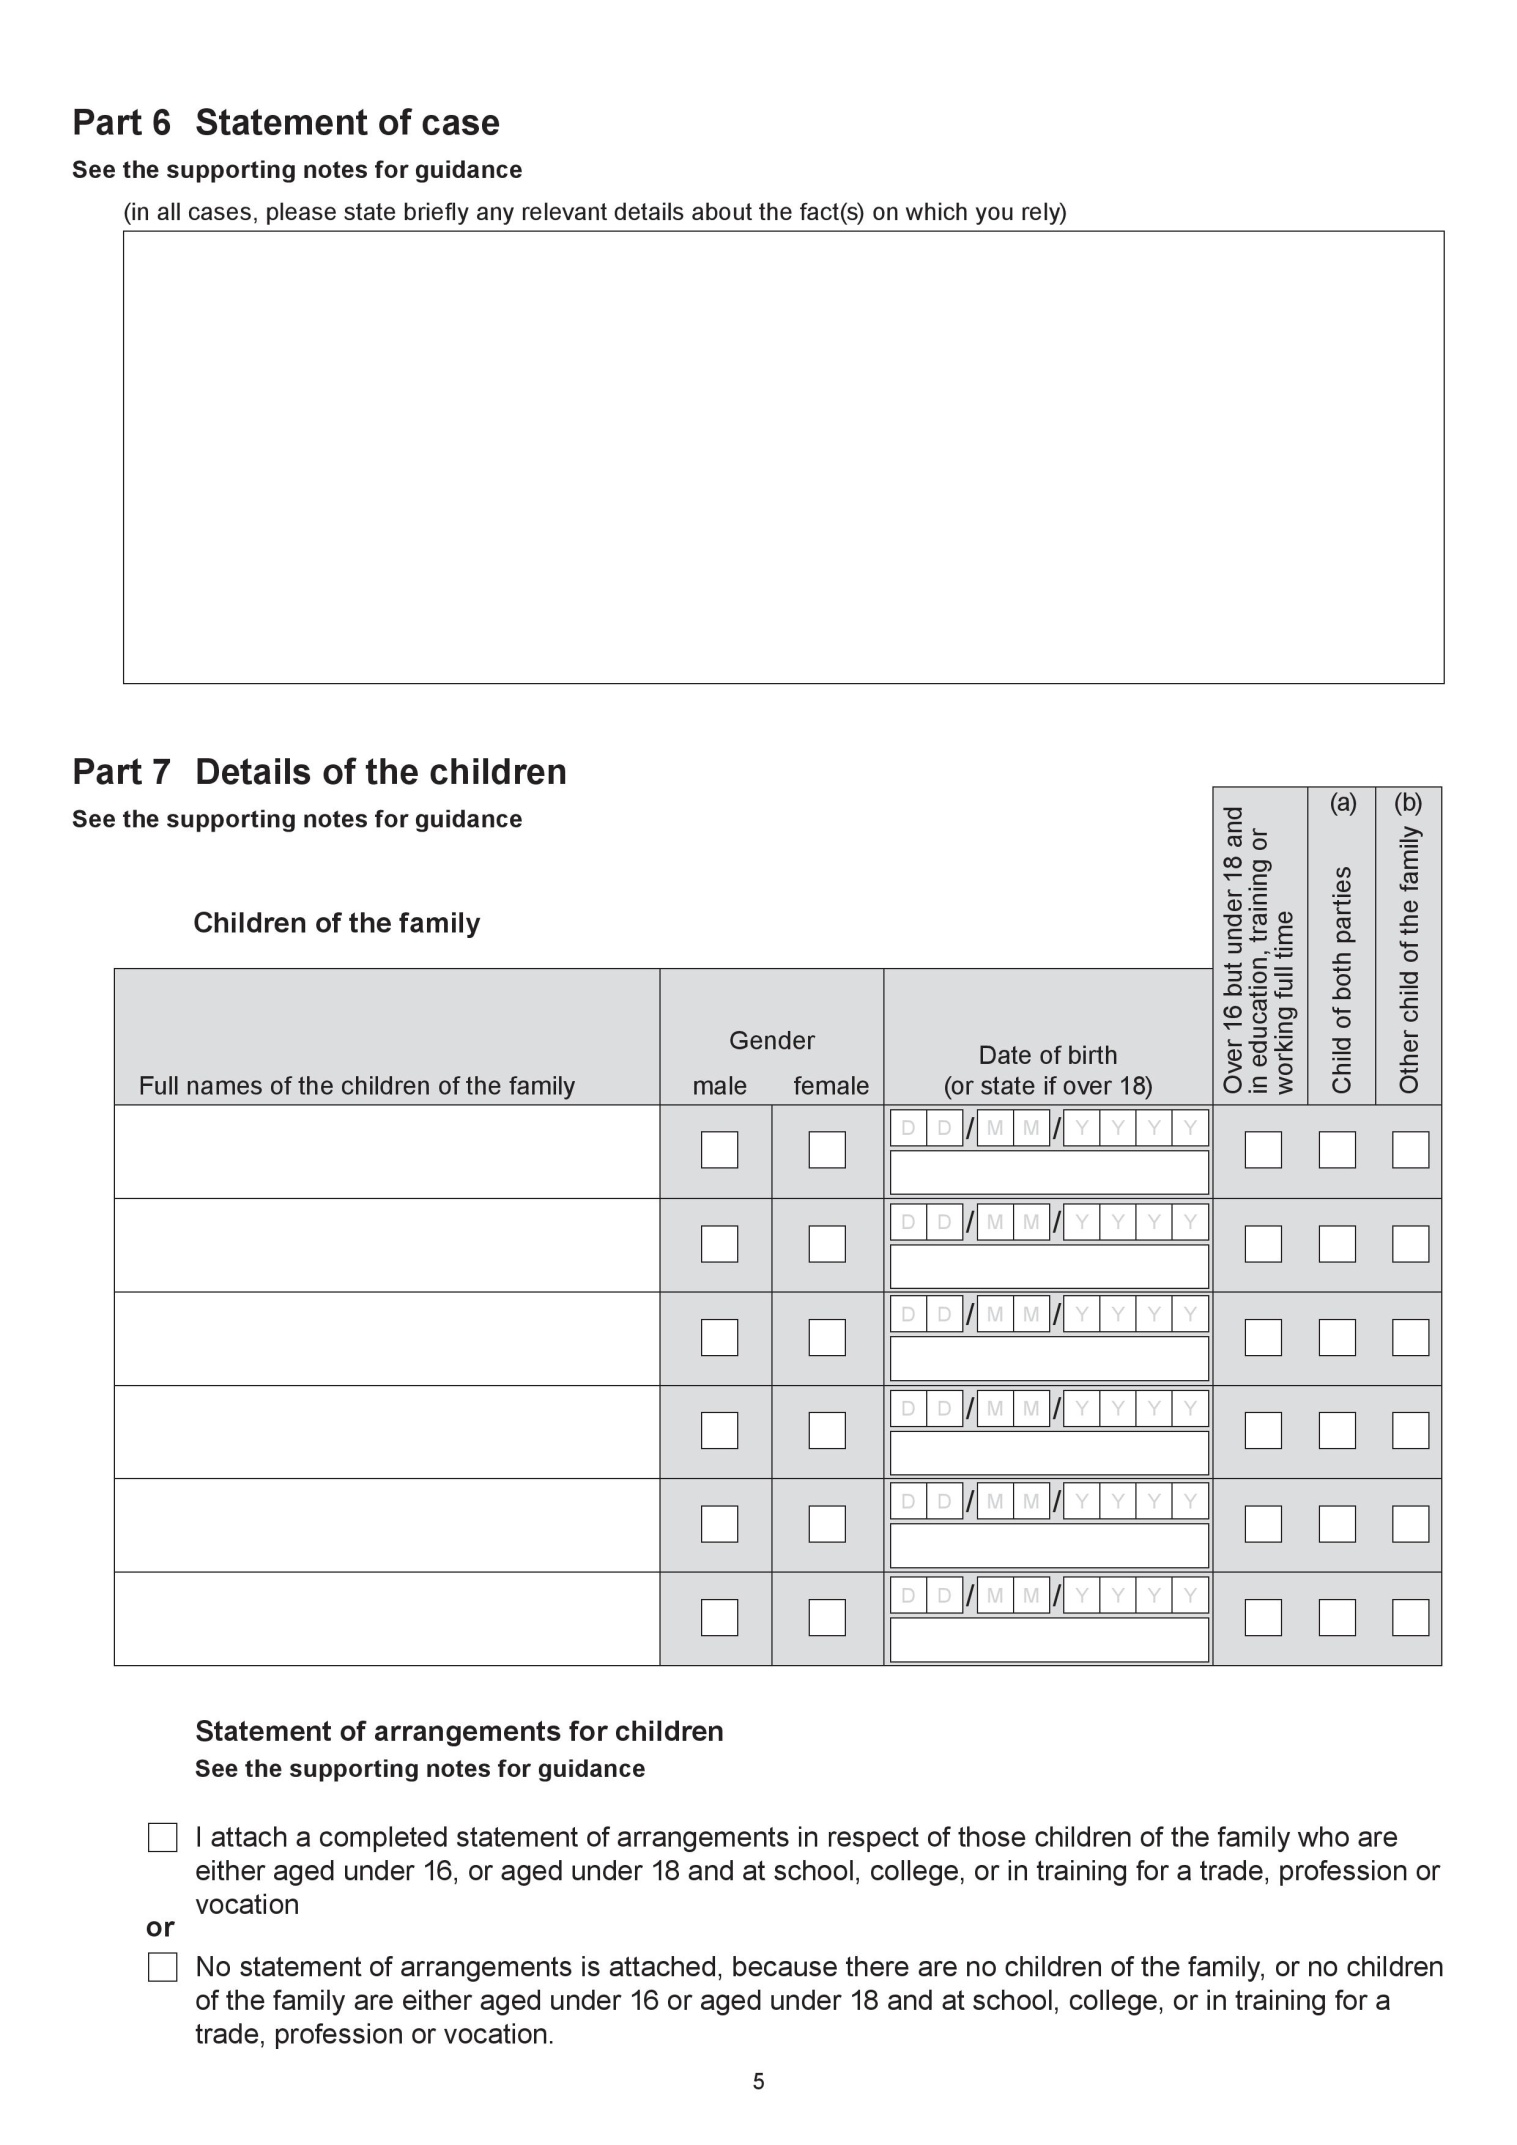 Part 6 Statement of case
See the supporting notes for guidance
(in all cases, please state briefly any relevant details about the fact(s) on which you rely)
Part 7 Details of the children
See the supporting notes for guidance
Children of the family
Full names of the children of the family
Gender
male female
Date of birth
(or state if over 18)
Over 16 but under 18 and
in education, training or
working full time
(a)
Child of both parties
(b)
Other child of the family
D D / M M / Y Y Y Y
D D / M M / Y Y Y Y
D D / M M / Y Y Y Y
D D / M M / Y Y Y Y
D D / M M / Y Y Y Y
D D / M M / Y Y Y Y
Statement of arrangements for children
See the supporting notes for guidance
I attach a completed statement of arrangements in respect of those children of the family who are
either aged under 16, or aged under 18 and at school, college, or in training for a trade, profession or
vocation
or
No statement of arrangements is attached, because there are no children of the family, or no children
of the family are either aged under 16 or aged under 18 and at school, college, or in training for a
trade, profession or vocation.
5